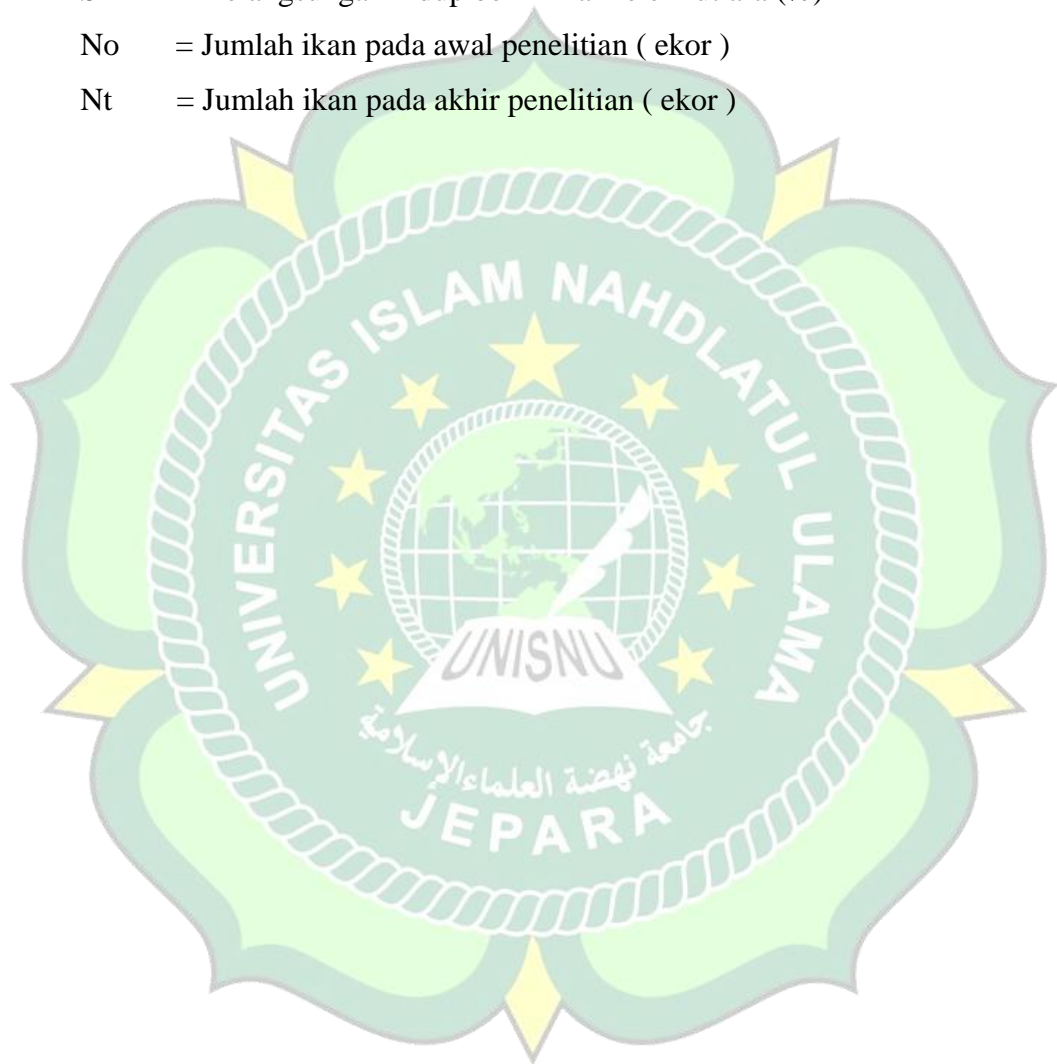 No = Jumlah ikan pada awal penelitian ( ekor )
Nt = Jumlah ikan pada akhir penelitian ( ekor )
UNIVERSITAS ISLAM NAHDLATUL ULAMA
UNISNU
جامعة نهضة العلماء الإسلامية
JEPARA